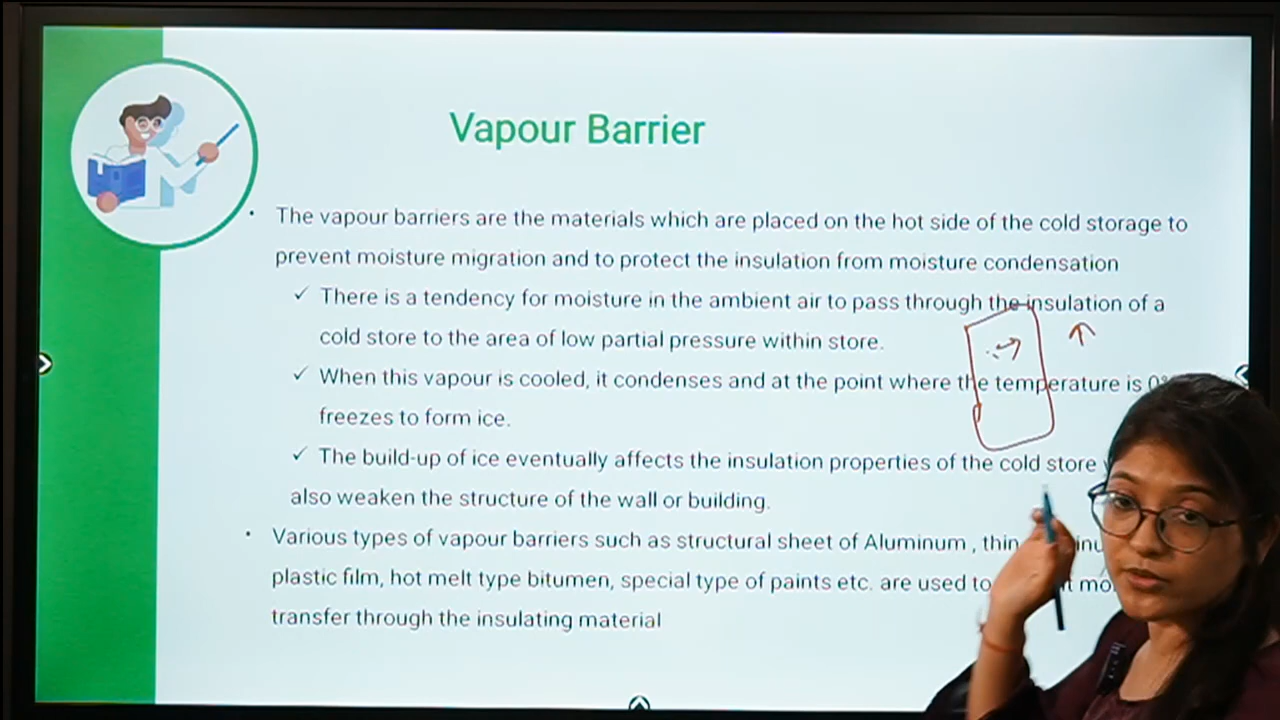 Vapour Barrier
• The vapour barriers are the materials which are placed on the hot side of the cold storage to
prevent moisture migration and to protect the insulation from moisture condensation
✓ There is a tendency for moisture in the ambient air to pass through the insulation of a
cold store to the area of low partial pressure within store.
✓ When this vapour is cooled, it condenses and at the point where the temperature is 0°
freezes to form ice.
✓ The build-up of ice eventually affects the insulation properties of the cold store
also weaken the structure of the wall or building.
• Various types of vapour barriers such as structural sheet of Aluminum , thin
plastic film, hot melt type bitumen, special type of paints etc. are used to
transfer through the insulating material